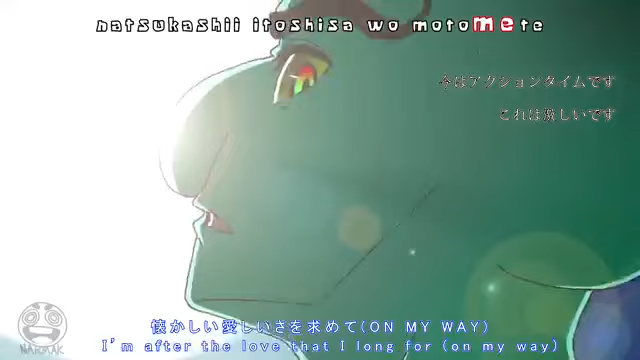 natsukashii itoshisa wo motomete
今はアクションタイムです
これは激しいです
懐かしい愛しいさを求めて(ON MY WAY)
I'm after the love that I long for (on my way)